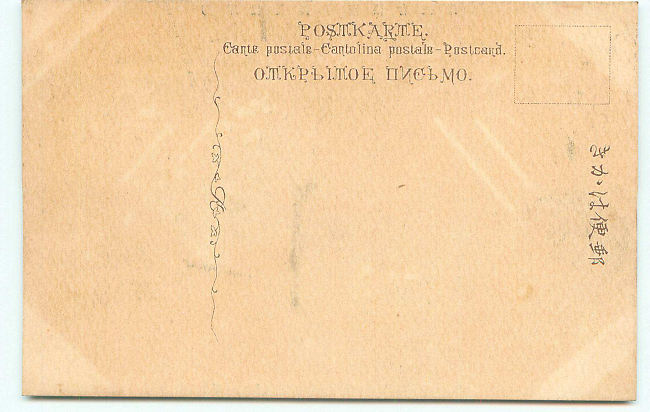 POSTKARTE.
Carte postale–Cartolina postale–Postcard.
ОТКРЫТОЕ ПИСЬМО.
きかは便郵